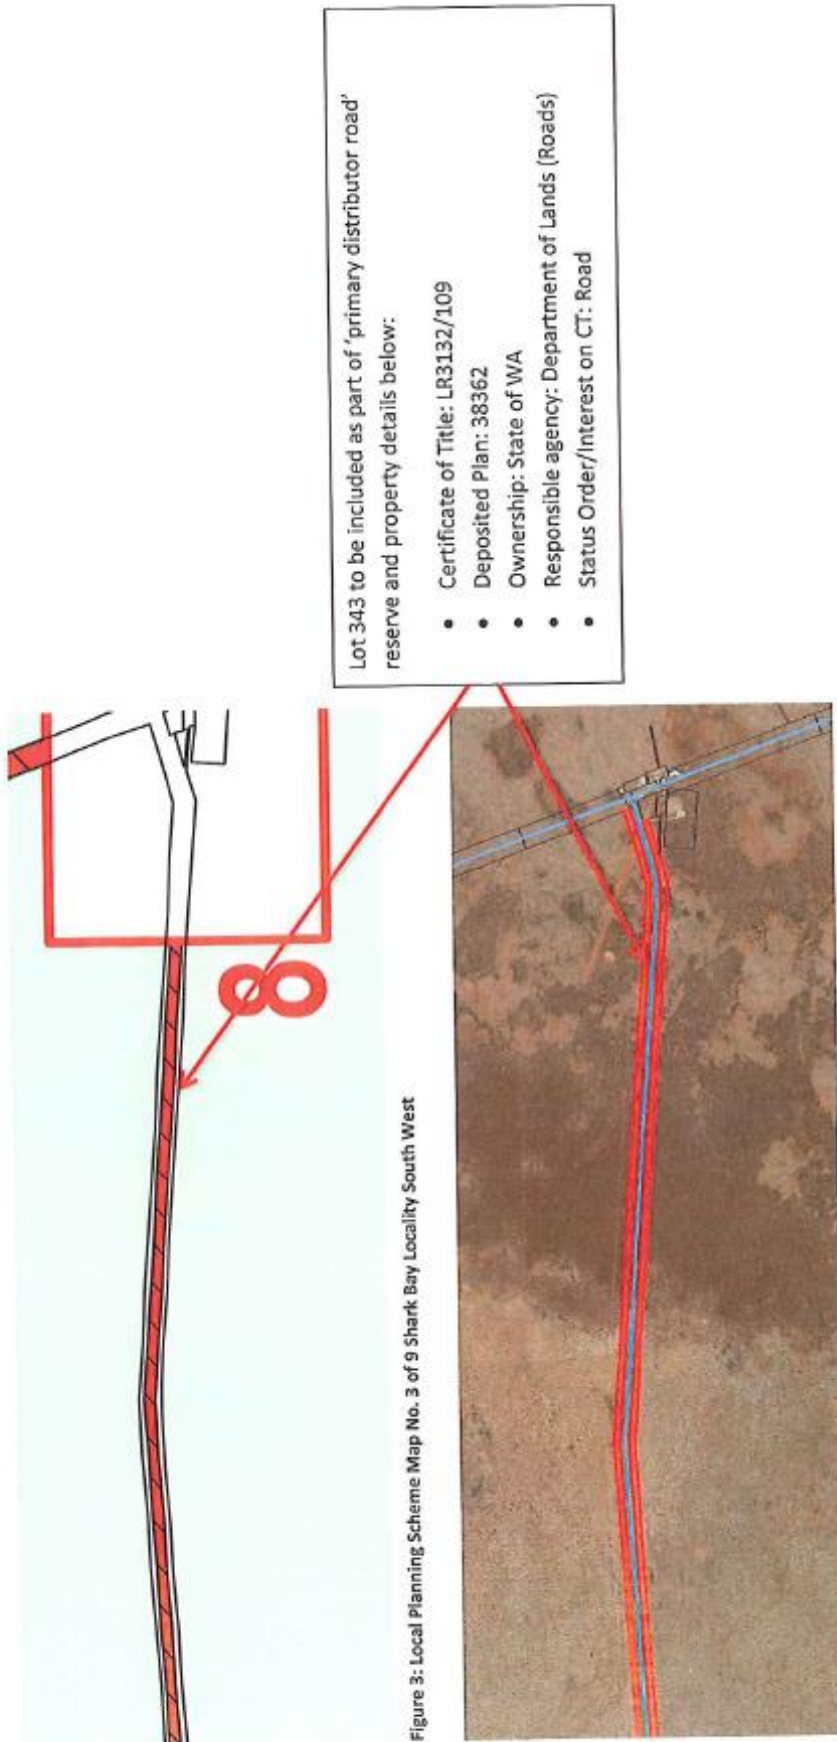 Lot 343 to be included as part of 'primary distributor road'
reserve and property details below:
• Certificate of Title: LR3132/109
• Deposited Plan: 38362
• Ownership: State of WA
• Responsible agency: Department of Lands (Roads)
• Status Order/Interest on CT: Road
8
Figure 3: Local Planning Scheme Map No. 3 of 9 Shark Bay Locality South West